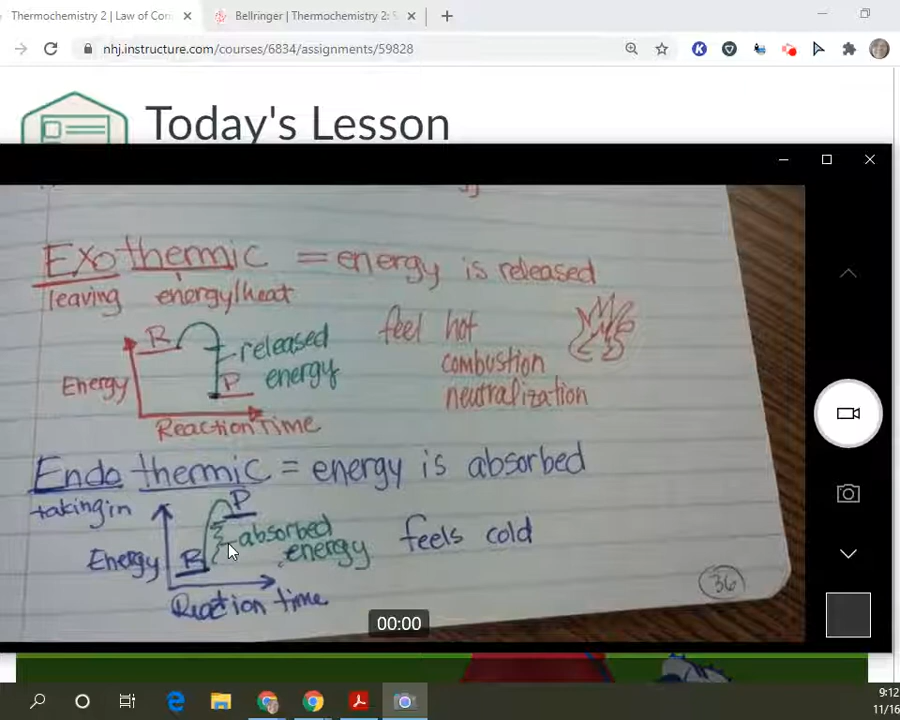 Thermochemistry 2 | Law of Com
Bellringer | Thermochemistry 2:
nhj.instructure.com/courses/6834/assignments/59828
Today's Lesson
Exothermic = energy is released
leaving energy/heat
R
released
energy
P
Energy
Reaction Time
feel hot
combustion
neutralization
Endothermic = energy is absorbed
taking in
P
absorbed
energy
R
Energy
Reaction time
feels cold
36
00:00
9:12
11/16